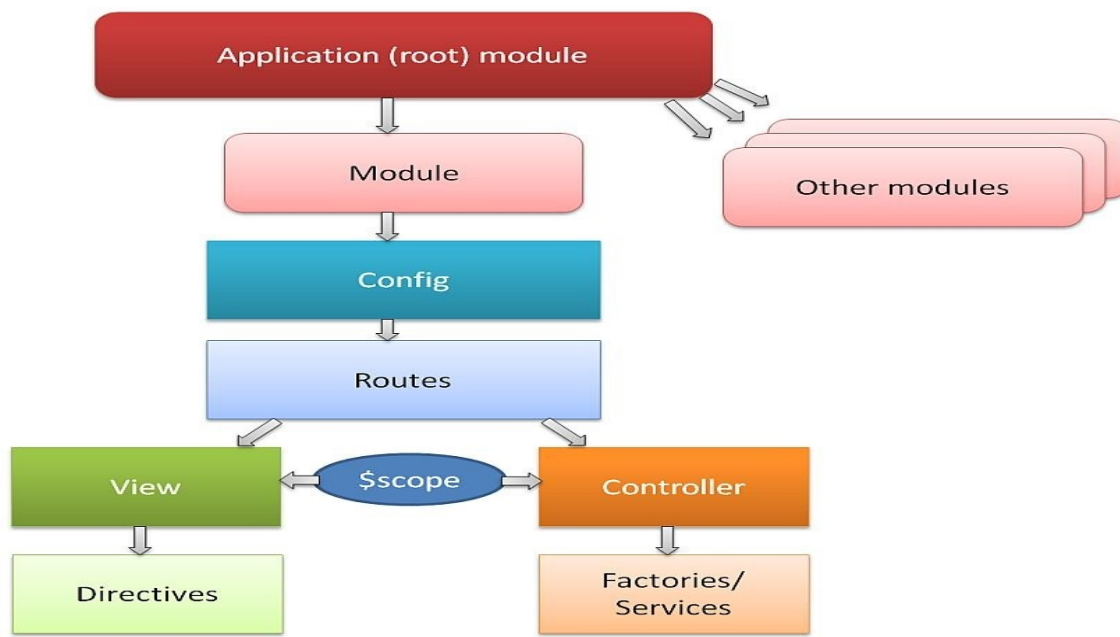 Application (root) module
Module
Other modules
Config
Routes
View
$scope
Controller
Directives
Factories/
Services